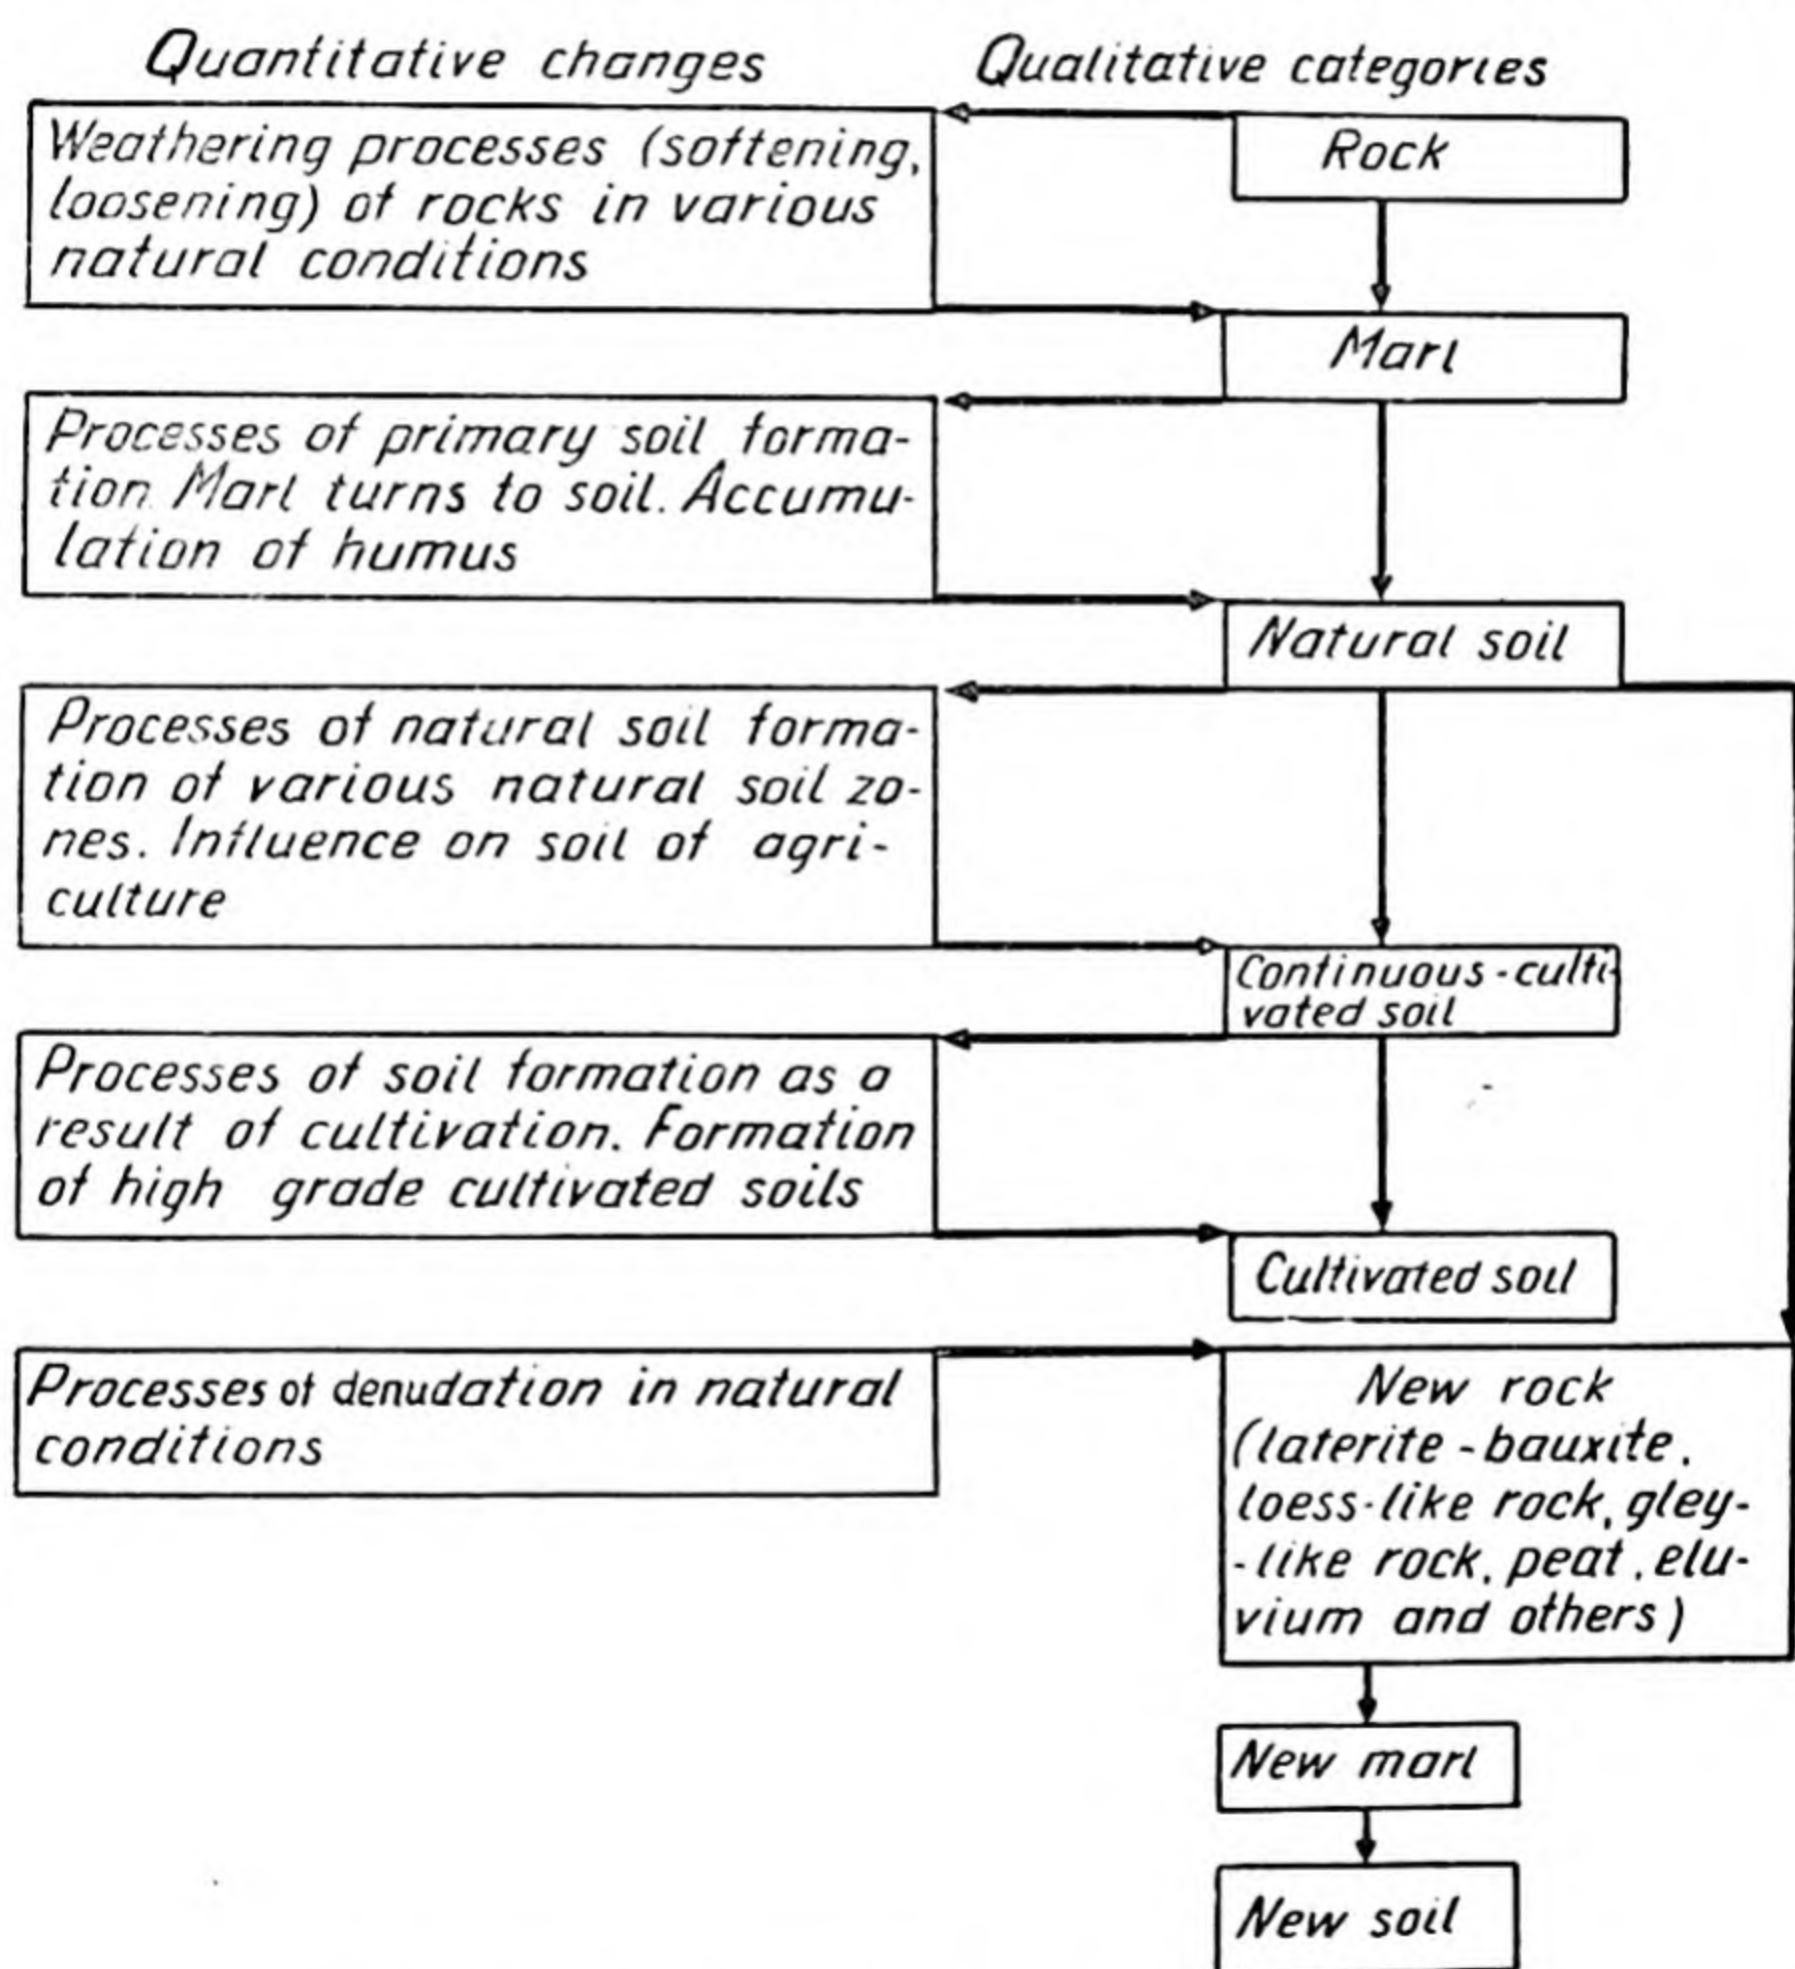 Quantitative changes
Qualitative categories
Weathering processes (softening,
loosening) of rocks in various
natural conditions
Rock
Marl
Processes of primary soil forma-
tion Marl turns to soil. Accumu-
lation of humus
Natural soil
Processes of natural soil forma-
tion of various natural soil zo-
nes. Influence on soil of agri-
culture
Continuous-culti-
vated soil
Processes of soil formation as a
result of cultivation. Formation
of high grade cultivated soils
Cultivated soil
Processes of denudation in natural
conditions
New rock
(laterite-bauxite,
loess-like rock, gley-
-like rock, peat, elu-
vium and others)
New marl
New soil